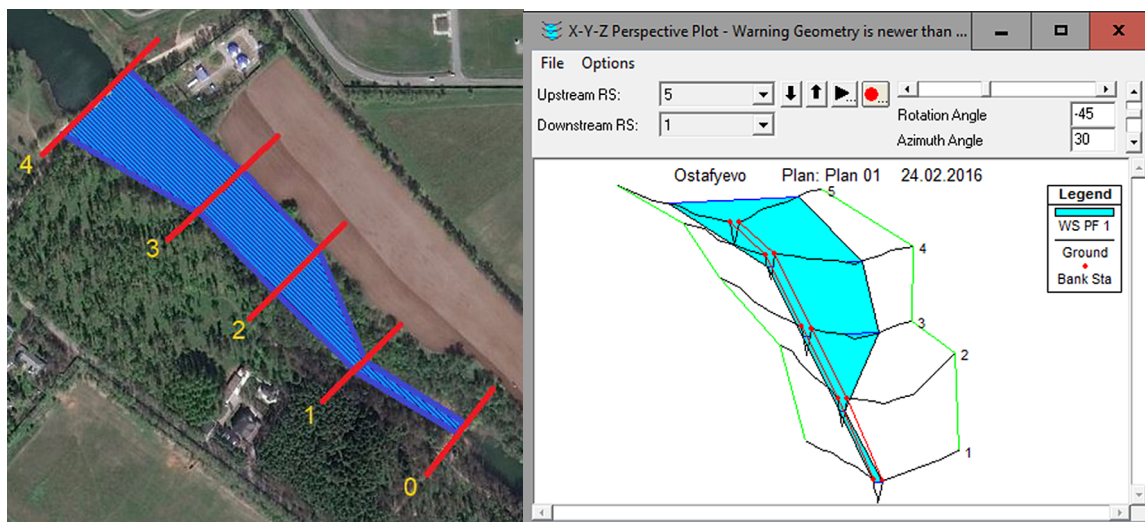 4
3
2
1
0
X-Y-Z Perspective Plot - Warning Geometry is newer than ...
File Options
Upstream RS: 5
Downstream RS: 1
Rotation Angle -45
Azimuth Angle 30
Ostafyevo Plan: Plan 01 24.02.2016
Legend
WS PF 1
Ground
Bank Sta
5
4
3
2
1